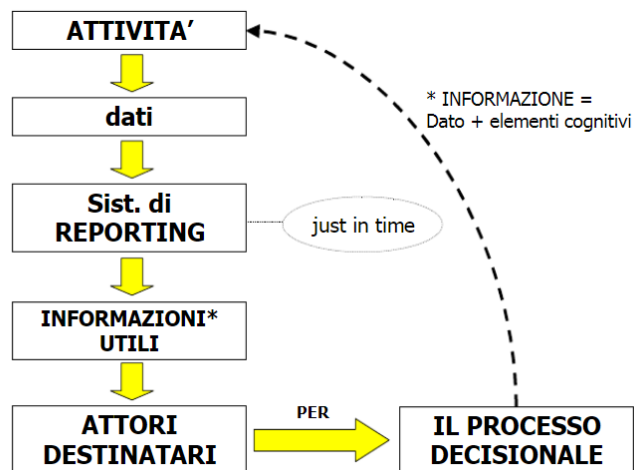 ATTIVITA’
dati
* INFORMAZIONE =
Dato + elementi cognitivi
Sist. di
REPORTING
just in time
INFORMAZIONI*
UTILI
ATTORI
DESTINATARI
PER
IL PROCESSO
DECISIONALE